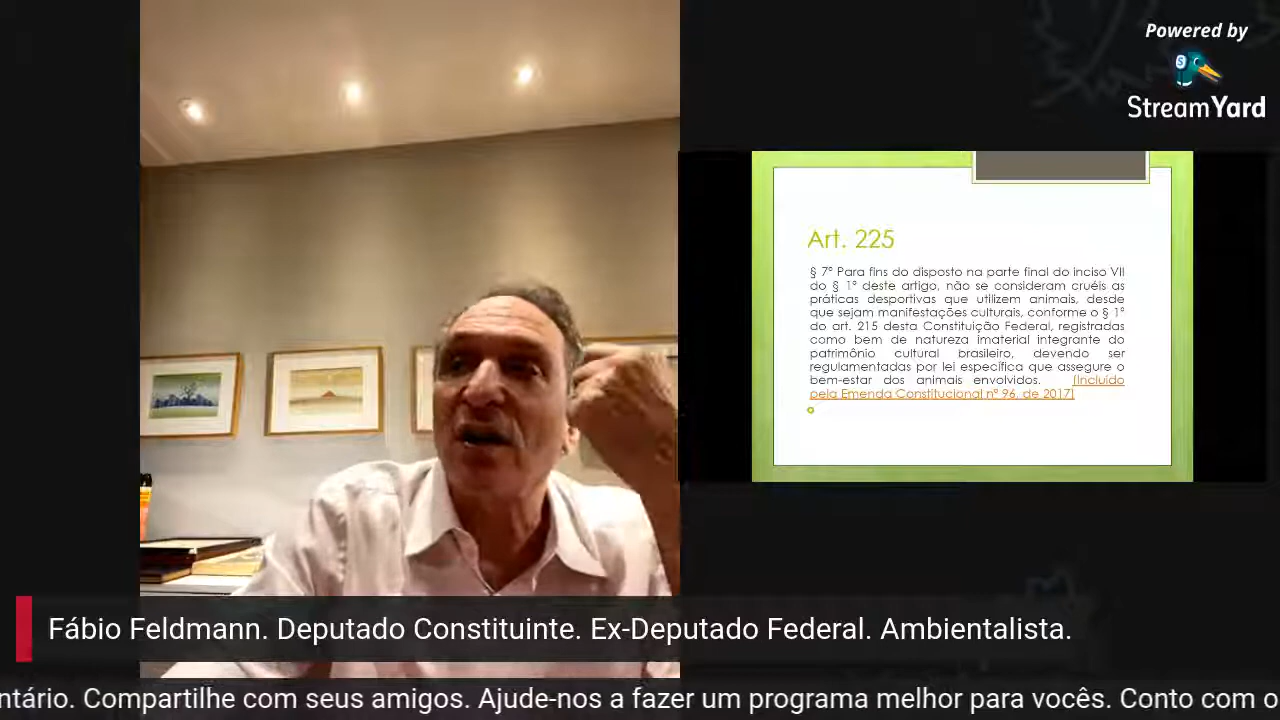 Powered by
StreamYard
Art. 225
§ 7º Para fins do disposto na parte final do inciso VII
do § 1º deste artigo, não se consideram cruéis as
práticas desportivas que utilizem animais, desde
que sejam manifestações culturais, conforme o § 1º
do art. 215 desta Constituição Federal, registradas
como bem de natureza imaterial integrante do
patrimônio cultural brasileiro, devendo ser
regulamentadas por lei específica que assegure o
bem-estar dos animais envolvidos. (Incluído
pela Emenda Constitucional nº 96, de 2017)
Fábio Feldmann. Deputado Constituinte. Ex-Deputado Federal. Ambientalista.
ntário. Compartilhe com seus amigos. Ajude-nos a fazer um programa melhor para vocês. Conto com o